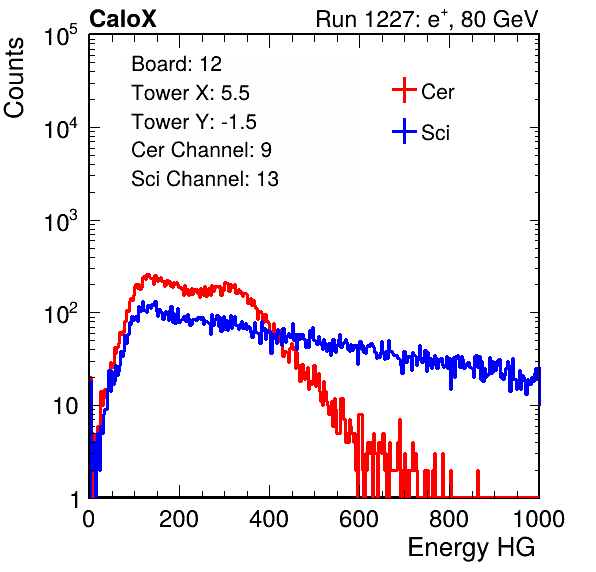 CaloX Run 1227: e⁺, 80 GeV
Counts
Board: 12
Tower X: 5.5
Tower Y: -1.5
Cer Channel: 9
Sci Channel: 13
Cer
Sci
10⁵
10⁴
10³
10²
10
1
0 200 400 600 800 1000
Energy HG